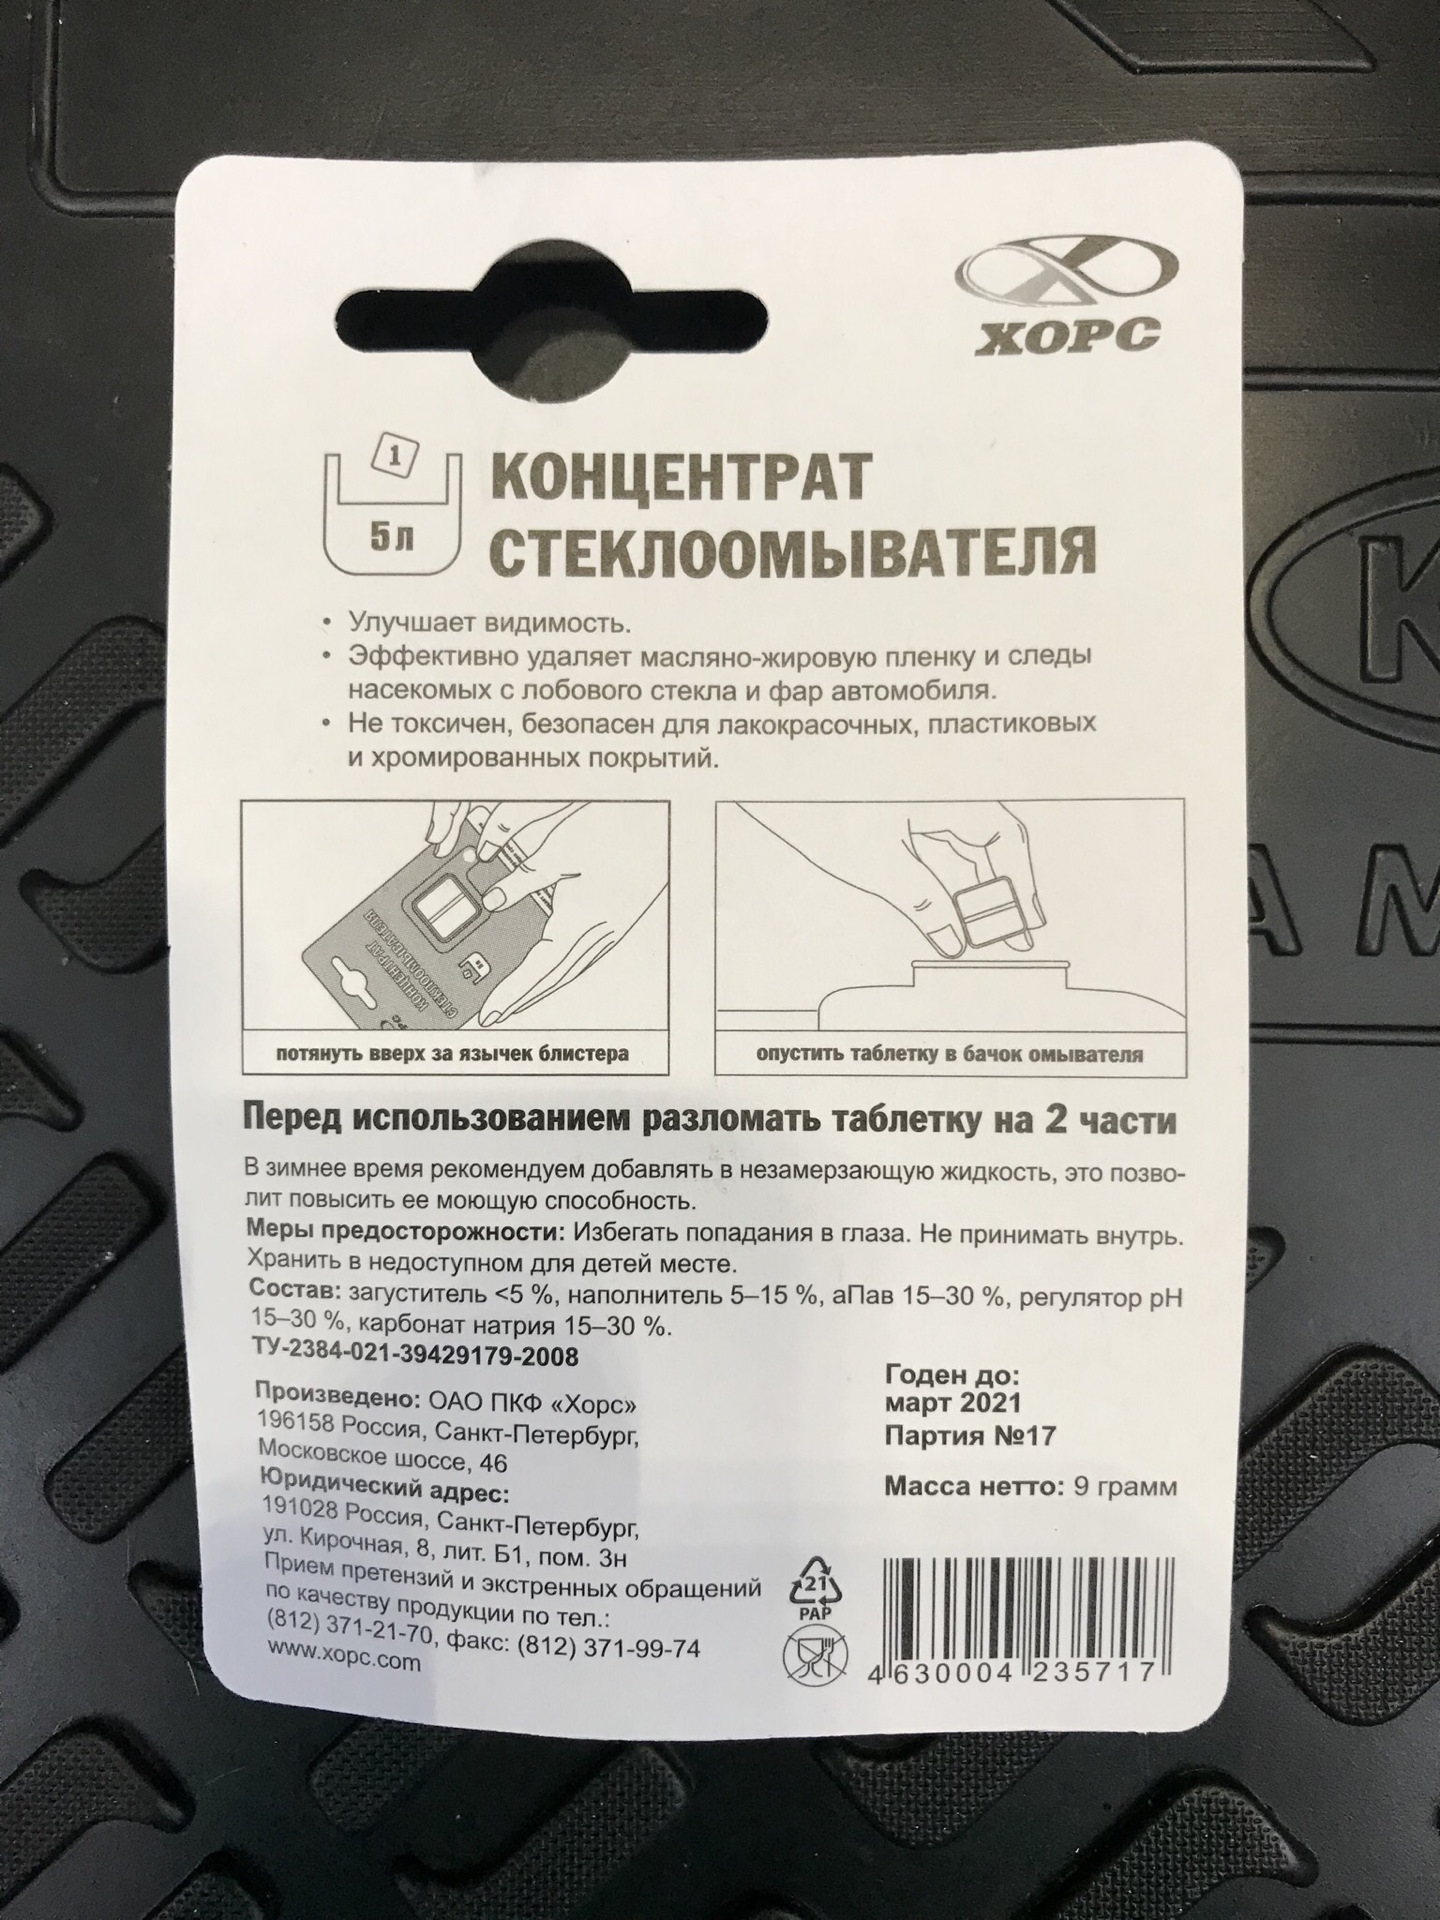 ХОРС
1
5 л
КОНЦЕНТРАТ
СТЕКЛООМЫВАТЕЛЯ
• Улучшает видимость.
• Эффективно удаляет масляно-жировую пленку и следы
насекомых с лобового стекла и фар автомобиля.
• Не токсичен, безопасен для лакокрасочных, пластиковых
и хромированных покрытий.
КОНЦЕНТРАТ
СТЕКЛООМЫВАТЕЛЯ
потянуть вверх за язычек блистера
опустить таблетку в бачок омывателя
Перед использованием разломать таблетку на 2 части
В зимнее время рекомендуем добавлять в незамерзающую жидкость, это позво-
лит повысить ее моющую способность.
Меры предосторожности: Избегать попадания в глаза. Не принимать внутрь.
Хранить в недоступном для детей месте.
Состав: загуститель <5 %, наполнитель 5–15 %, аПав 15–30 %, регулятор pH
15–30 %, карбонат натрия 15–30 %.
ТУ-2384-021-39429179-2008
Произведено: ОАО ПКФ «Хорс»
196158 Россия, Санкт-Петербург,
Московское шоссе, 46
Юридический адрес:
191028 Россия, Санкт-Петербург,
ул. Кирочная, 8, лит. Б1, пом. 3н
Прием претензий и экстренных обращений
по качеству продукции по тел.:
(812) 371-21-70, факс: (812) 371-99-74
www.хорс.com
Годен до:
март 2021
Партия №17
Масса нетто: 9 грамм
21
PAP
4 630004 235717
K
AM